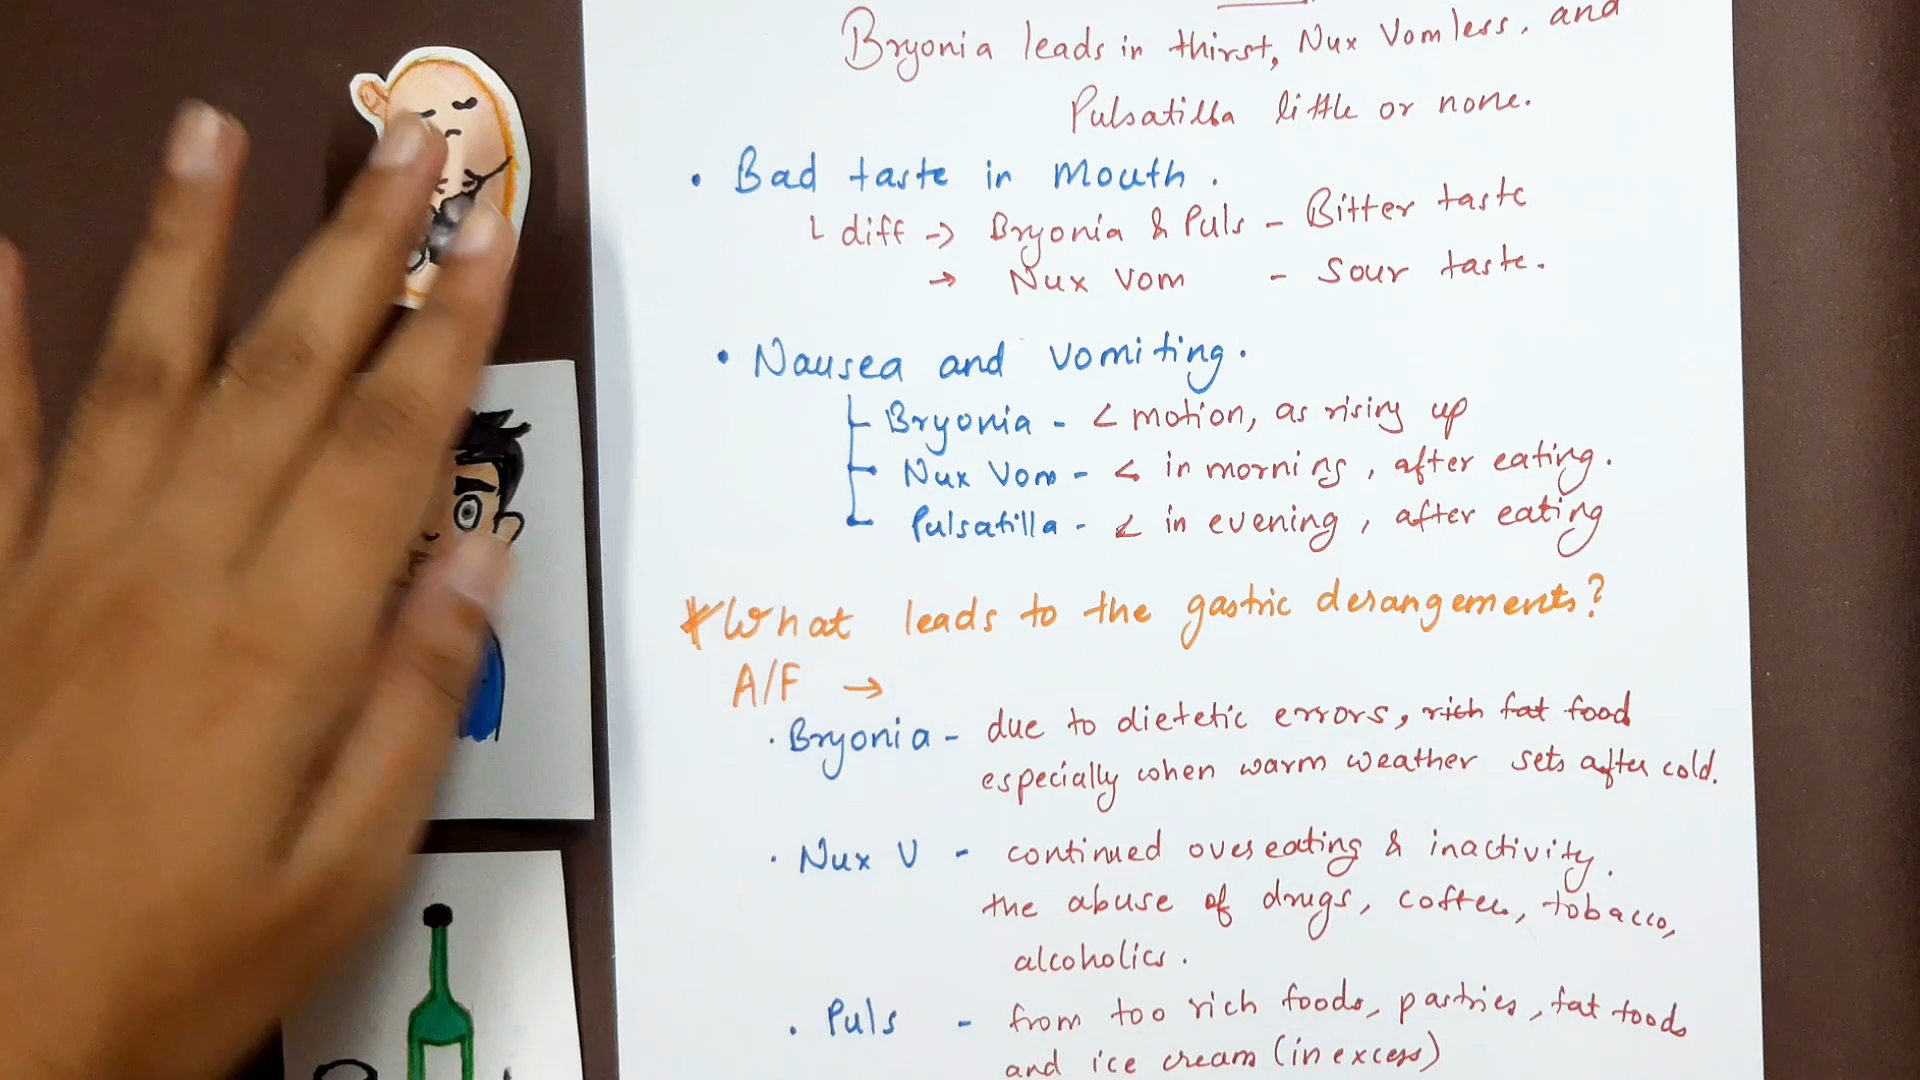 Bryonia leads in thirst, Nux Vom less, and
Pulsatilla little or none.
• Bad taste in mouth.
└ diff → Bryonia & Puls - Bitter taste
→ Nux Vom - Sour taste.
• Nausea and vomiting.
Bryonia - < motion, as rising up
Nux Vom - < in morning, after eating.
Pulsatilla - < in evening, after eating
* What leads to the gastric derangements?
A/F →
· Bryonia - due to dietetic errors, rich fat food
especially when warm weather sets after cold.
· Nux V - continued overeating & inactivity.
the abuse of drugs, coffee, tobacco,
alcoholics.
· Puls - from too rich foods, pastries, fat foods
and ice cream (in excess)